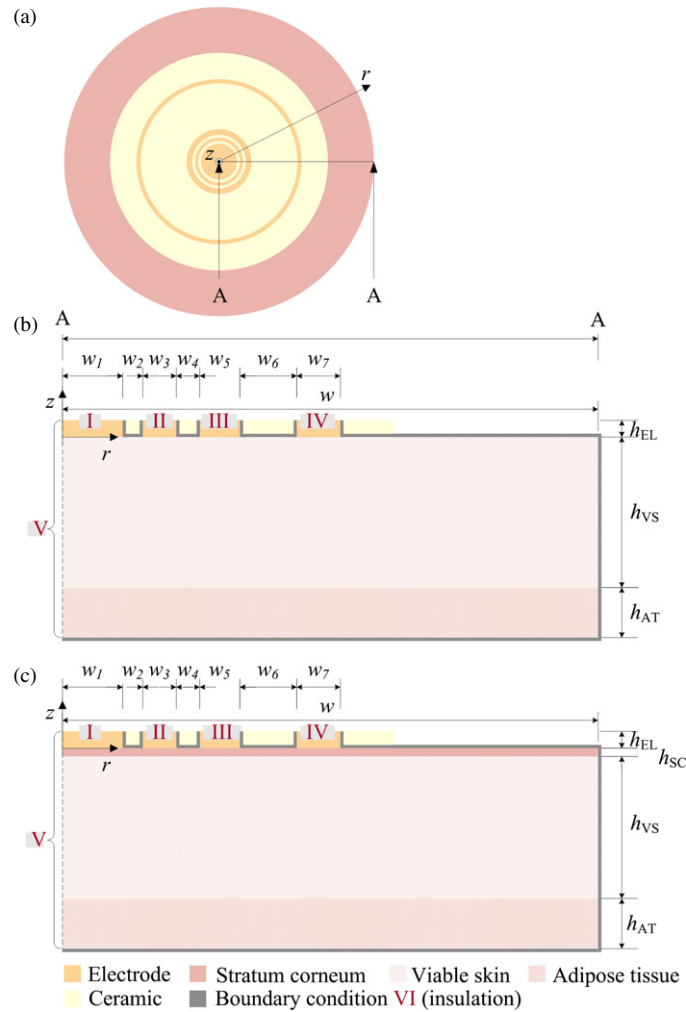 (a)
r
z
A A
(b)
A A
w1 w2 w3 w4 w5 w6 w7
z w
I II III IV
hEL
r
hVS
V
hAT
(c)
w1 w2 w3 w4 w5 w6 w7
z w
I II III IV
hEL
r
hSC
hVS
V
hAT
Electrode Stratum corneum Viable skin Adipose tissue
Ceramic Boundary condition VI (insulation)